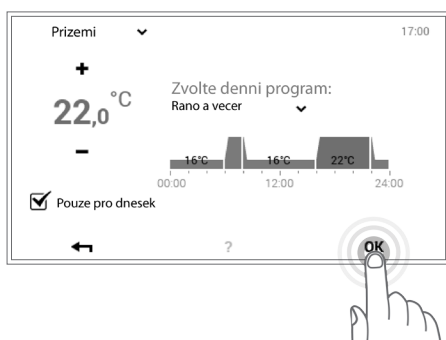 Prizemi
17:00
+
22,0 °C
−
Zvolte denni program:
Rano a vecer
16°C 16°C 22°C
00:00 12:00 24:00
Pouze pro dnesek
? OK